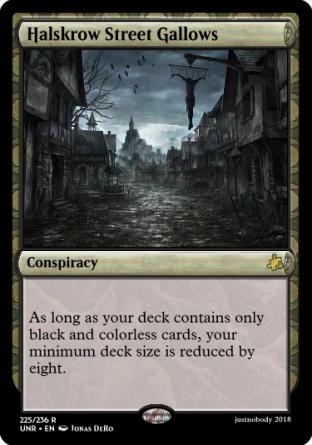 Halskrow Street Gallows
Conspiracy
As long as your deck contains only
black and colorless cards, your
minimum deck size is reduced by
eight.
225/236 R
UNR • EN Jonas DeRo
justnobody 2018